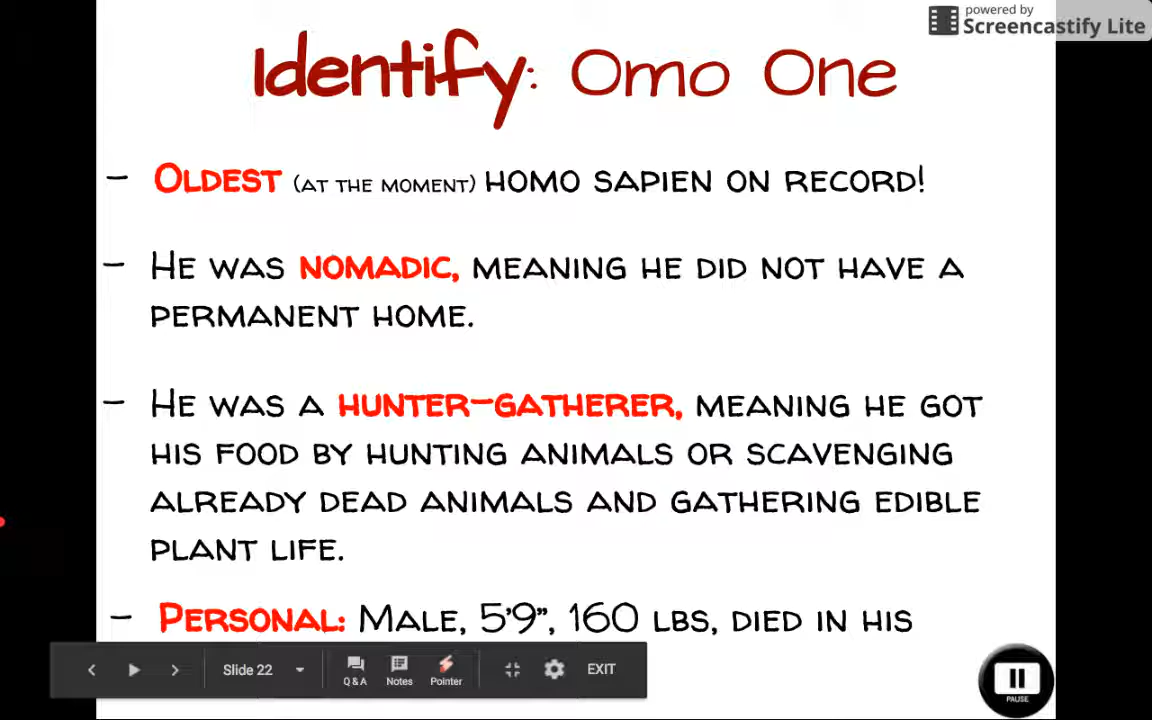 powered by
Screencastify Lite
Identify: Omo One
- Oldest (at the moment) homo sapien on record!
- He was nomadic, meaning he did not have a
permanent home.
- He was a hunter-gatherer, meaning he got
his food by hunting animals or scavenging
already dead animals and gathering edible
plant life.
- Personal: Male, 5'9", 160 lbs, died in his
Slide 22
Q & A
Notes
Pointer
EXIT
PAUSE